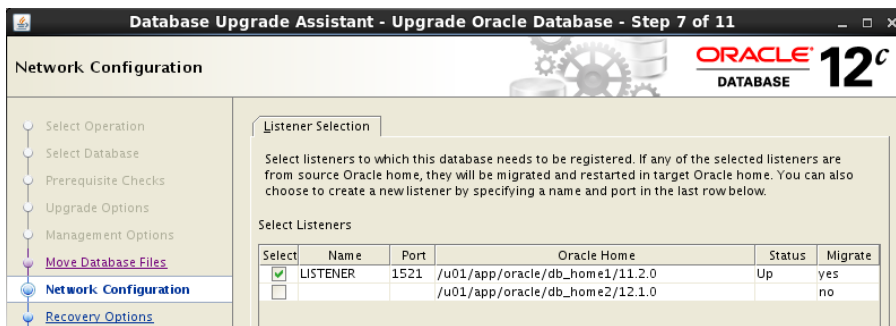 Database Upgrade Assistant - Upgrade Oracle Database - Step 7 of 11
Network Configuration
ORACLE
DATABASE
12c
Select Operation
Select Database
Prerequisite Checks
Upgrade Options
Management Options
Move Database Files
Network Configuration
Recovery Options
Listener Selection
Select listeners to which this database needs to be registered. If any of the selected listeners are
from source Oracle home, they will be migrated and restarted in target Oracle home. You can also
choose to create a new listener by specifying a name and port in the last row below.
Select Listeners
Select Name Port Oracle Home Status Migrate
LISTENER 1521 /u01/app/oracle/db_home1/11.2.0 Up yes
/u01/app/oracle/db_home2/12.1.0 no